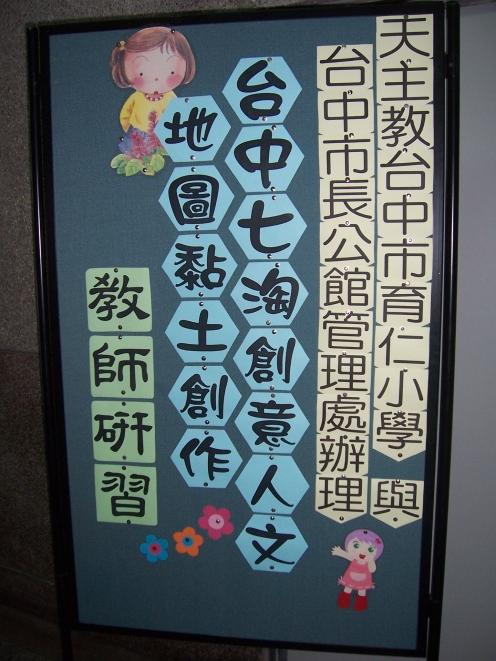 天主教台中市育仁小學與
台中市長公館管理處辦理
台中七淘創意人文
地圖黏土創作
教師研習